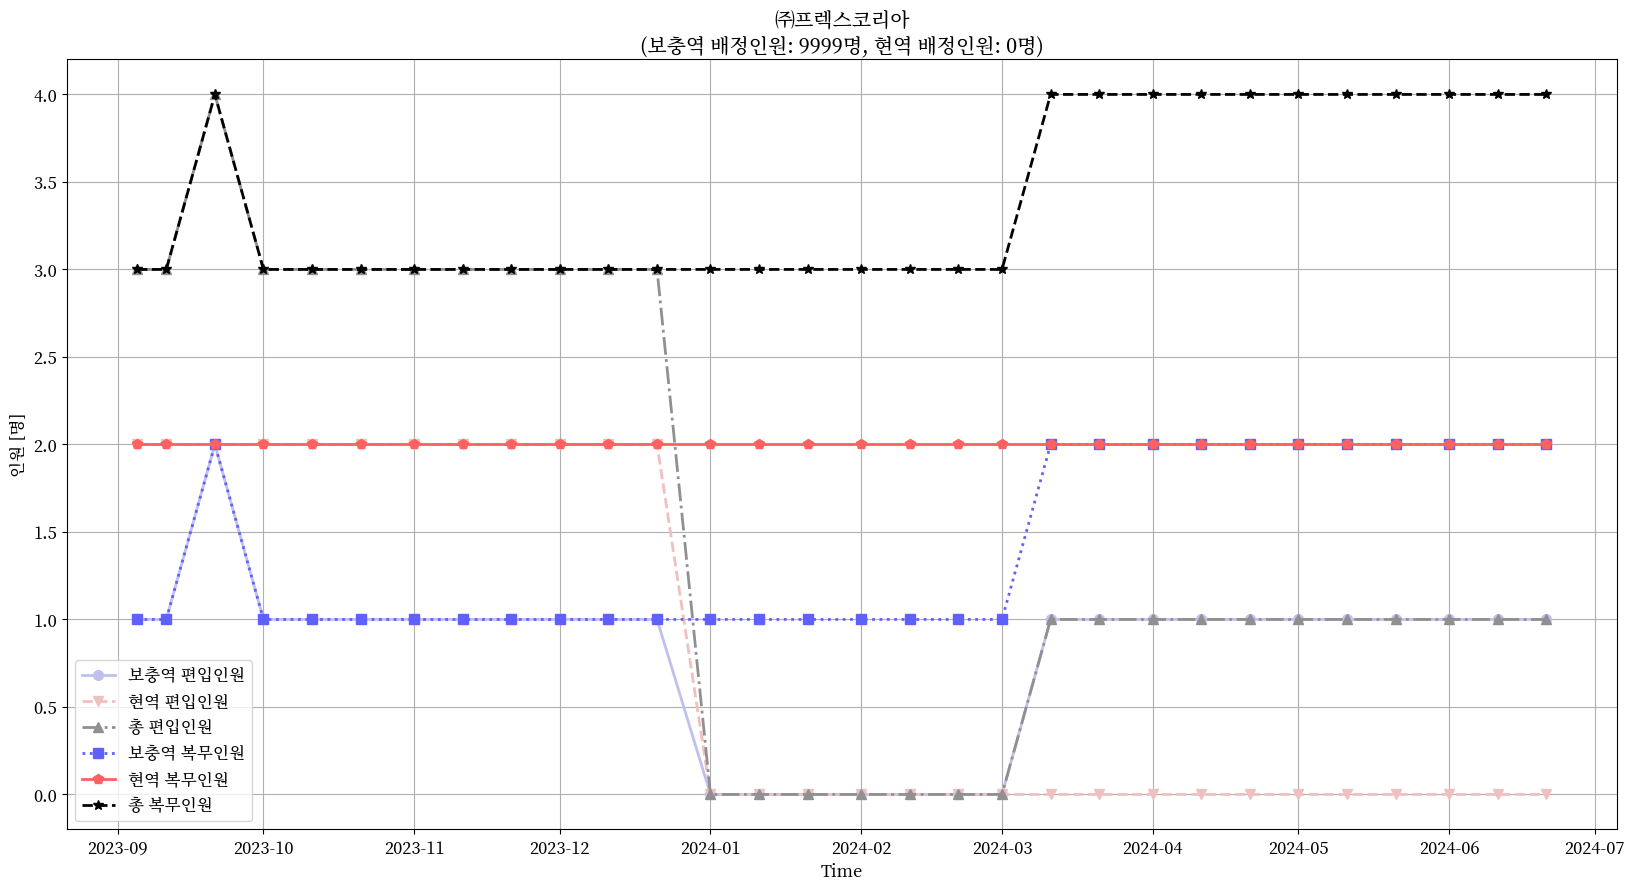 ㈜프렉스코리아
(보충역 배정인원: 9999명, 현역 배정인원: 0명)
4.0
3.5
3.0
2.5
2.0
1.5
1.0
0.5
0.0
인원 [명]
보충역 편입인원
현역 편입인원
총 편입인원
보충역 복무인원
현역 복무인원
총 복무인원
2023-09 2023-10 2023-11 2023-12 2024-01 2024-02 2024-03 2024-04 2024-05 2024-06 2024-07
Time